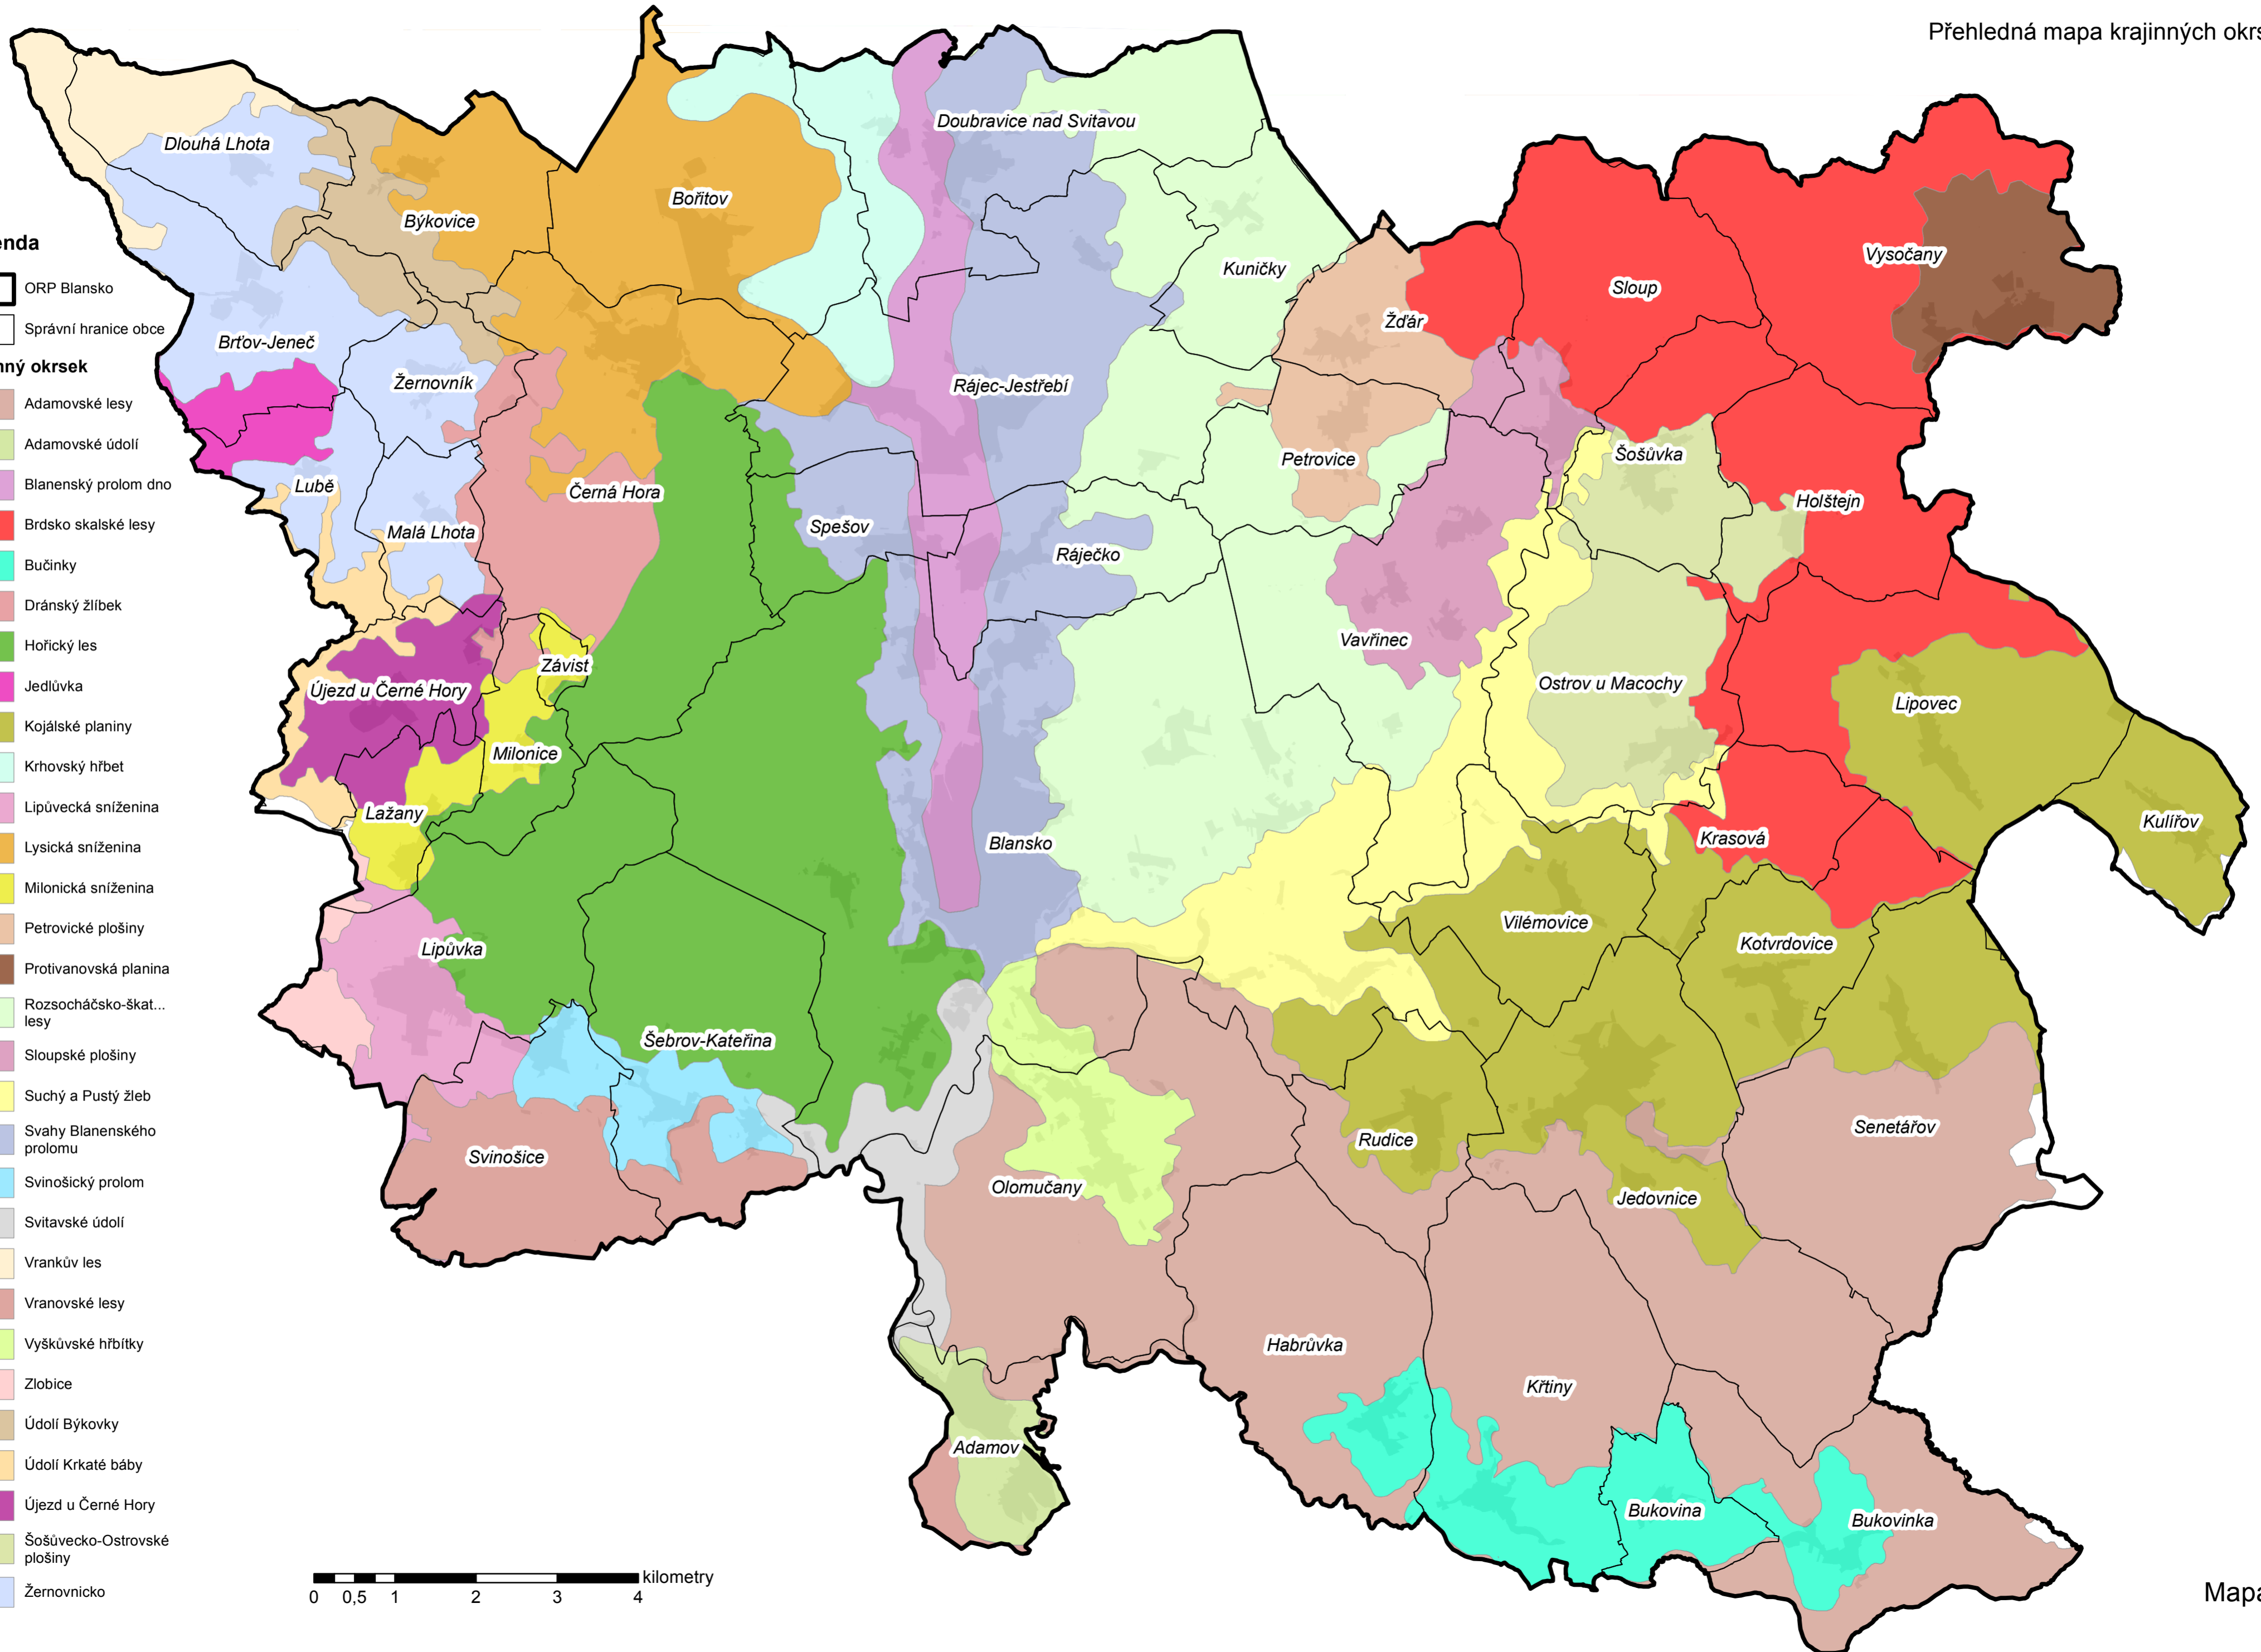 Přehledná mapa krajinných okrs
enda
ORP Blansko
Správní hranice obce
nný okrsek
Adamovské lesy
Adamovské údolí
Blanenský prolom dno
Brdsko skalské lesy
Bučinky
Dránský žlíbek
Hořický les
Jedlůvka
Kojálské planiny
Krhovský hřbet
Lipůvecká sníženina
Lysická sníženina
Milonická sníženina
Petrovické plošiny
Protivanovská planina
Rozsocháčsko-škat...
lesy
Sloupské plošiny
Suchý a Pustý žleb
Svahy Blanenského
prolomu
Svinošický prolom
Svitavské údolí
Vrankův les
Vranovské lesy
Vyškůvské hřbítky
Zlobice
Údolí Býkovky
Údolí Krkaté báby
Újezd u Černé Hory
Šošůvecko-Ostrovské
plošiny
Žernovnicko
Dlouhá Lhota
Býkovice
Bořitov
Doubravice nad Svitavou
Kuničky
Žďár
Sloup
Vysočany
Brťov-Jeneč
Žernovník
Rájec-Jestřebí
Petrovice
Šošůvka
Holštejn
Lubě
Malá Lhota
Černá Hora
Spešov
Ráječko
Vavřinec
Ostrov u Macochy
Lipovec
Kulířov
Újezd u Černé Hory
Závist
Milonice
Lažany
Blansko
Krasová
Vilémovice
Kotvrdovice
Lipůvka
Šebrov-Kateřina
Svinošice
Olomučany
Rudice
Jedovnice
Senetářov
Habrůvka
Křtiny
Adamov
Bukovina
Bukovinka
0 0,5 1 2 3 4 kilometry
Mapa